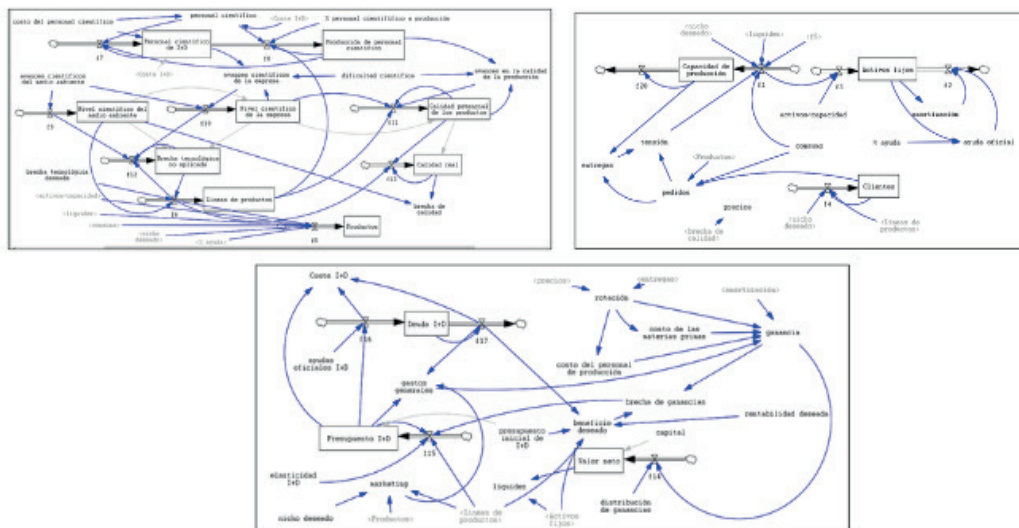 costo del personal científico
personal científico
<Coste I+D>
% personal científico a producción
f7
Personal científico
de I+D
f8
Producción de personal
científico
<Coste I+D>
avances científicos
del medio ambiente
avances científicos
de la empresa
dificultad científica
avances en la calidad
de la producción
Nivel científico del
medio ambiente
f9
f10
Nivel científico
de la empresa
f11
Calidad potencial
de los productos
f12
Brecha tecnológica
no aplicada
f13
Calidad real
brecha tecnológica
deseada
<activos/capacidad>
f6
Líneas de productos
brecha de
calidad
<liquidez>
<nicho
deseado>
f5
Productos
<nicho
deseado>
<liquidez>
Capacidad de
producción
f20
f1
f3
Activos fijos
f2
activos/capacidad
amortización
% ayuda
ayuda oficial
tensión
entregas
<Productos>
pedidos
precios
<brecha de
calidad>
Clientes
<nicho
deseado>
f4
<Líneas de
productos>
Coste I+D
<precios>
<entregas>
<amortización>
rotación
Deuda I+D
f16
f17
costo de las
materias primas
ganancia
ayudas
oficiales I+D
costo del personal
de producción
gastos
generales
brecha de ganancias
beneficio
deseado
rentabilidad deseada
presupuesto
inicial de
I+D
Presupuesto I+D
f15
capital
Valor neto
elasticidad
I+D
marketing
liquidez
nicho deseado
<Productos>
<Líneas de
productos>
<Activos
fijos>
distribución
de ganancias